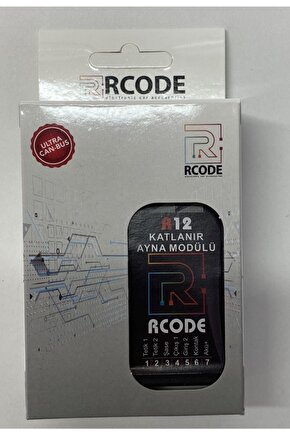 RCODE
electronic car accessories
ULTRA
CAN-BUS
RCODE
R12
KATLANIR
AYNA MODÜLÜ
RCODE
Tetik 1
Tetik 2
Şase
Çıkış 1
Giriş 2
Kontak
Akü+
1 2 3 4 5 6 7